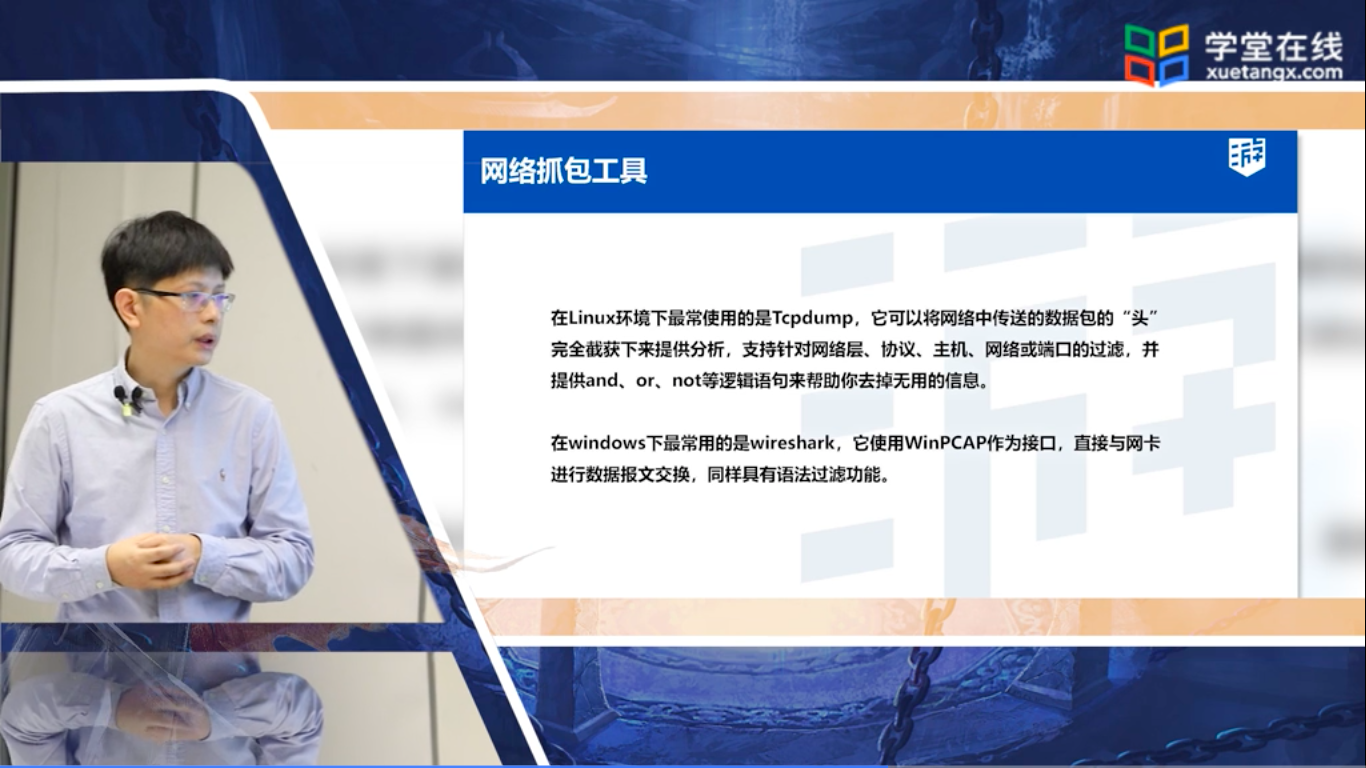 学堂在线
xuetangx.com
网络抓包工具
在Linux环境下最常使用的是Tcpdump，它可以将网络中传送的数据包的“头”
完全截获下来提供分析，支持针对网络层、协议、主机、网络或端口的过滤，并
提供and、or、not等逻辑语句来帮助你去掉无用的信息。
在windows下最常用的是wireshark，它使用WinPCAP作为接口，直接与网卡
进行数据报文交换，同样具有语法过滤功能。